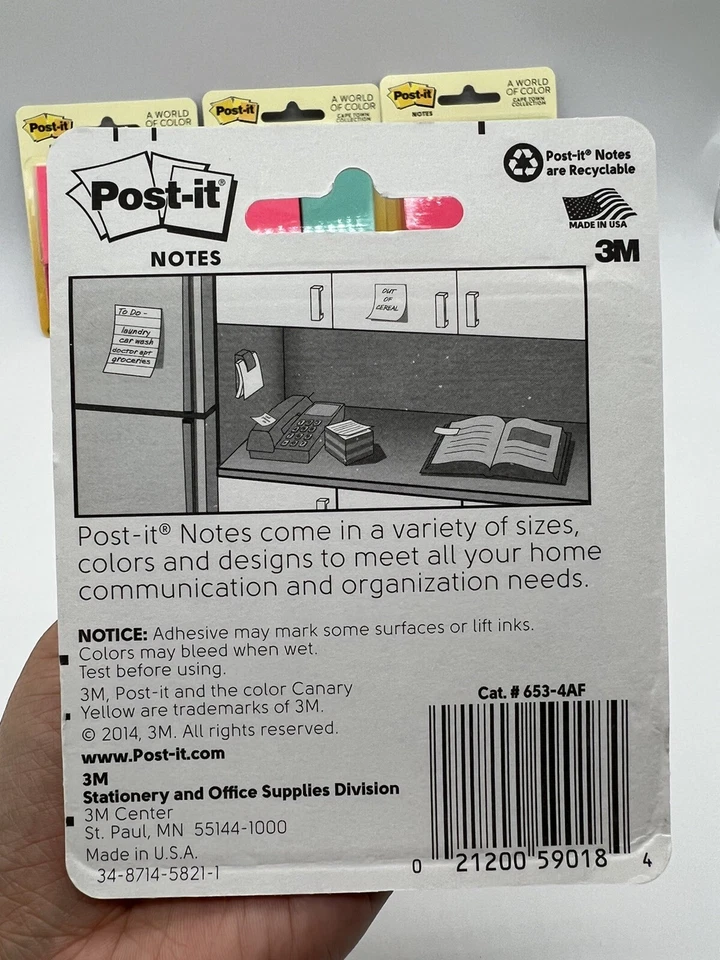 Post-it
A WORLD
OF COLOR
Post-it
A WORLD
OF COLOR
CAPE TOWN
COLLECTION
Post-it
NOTES
A WORLD
OF COLOR
CAPE TOWN
COLLECTION
Post-it®
NOTES
Post-it® Notes
are Recyclable
MADE IN USA
3M
To Do -
laundry
car wash
doctor apt
groceries
OUT
OF
CEREAL
Post-it® Notes come in a variety of sizes,
colors and designs to meet all your home
communication and organization needs.
NOTICE: Adhesive may mark some surfaces or lift inks.
Colors may bleed when wet.
Test before using.
3M, Post-it and the color Canary
Yellow are trademarks of 3M.
© 2014, 3M. All rights reserved.
www.Post-it.com
3M
Stationery and Office Supplies Division
3M Center
St. Paul, MN 55144-1000
Made in U.S.A.
34-8714-5821-1
Cat. # 653-4AF
0 21200 59018 4